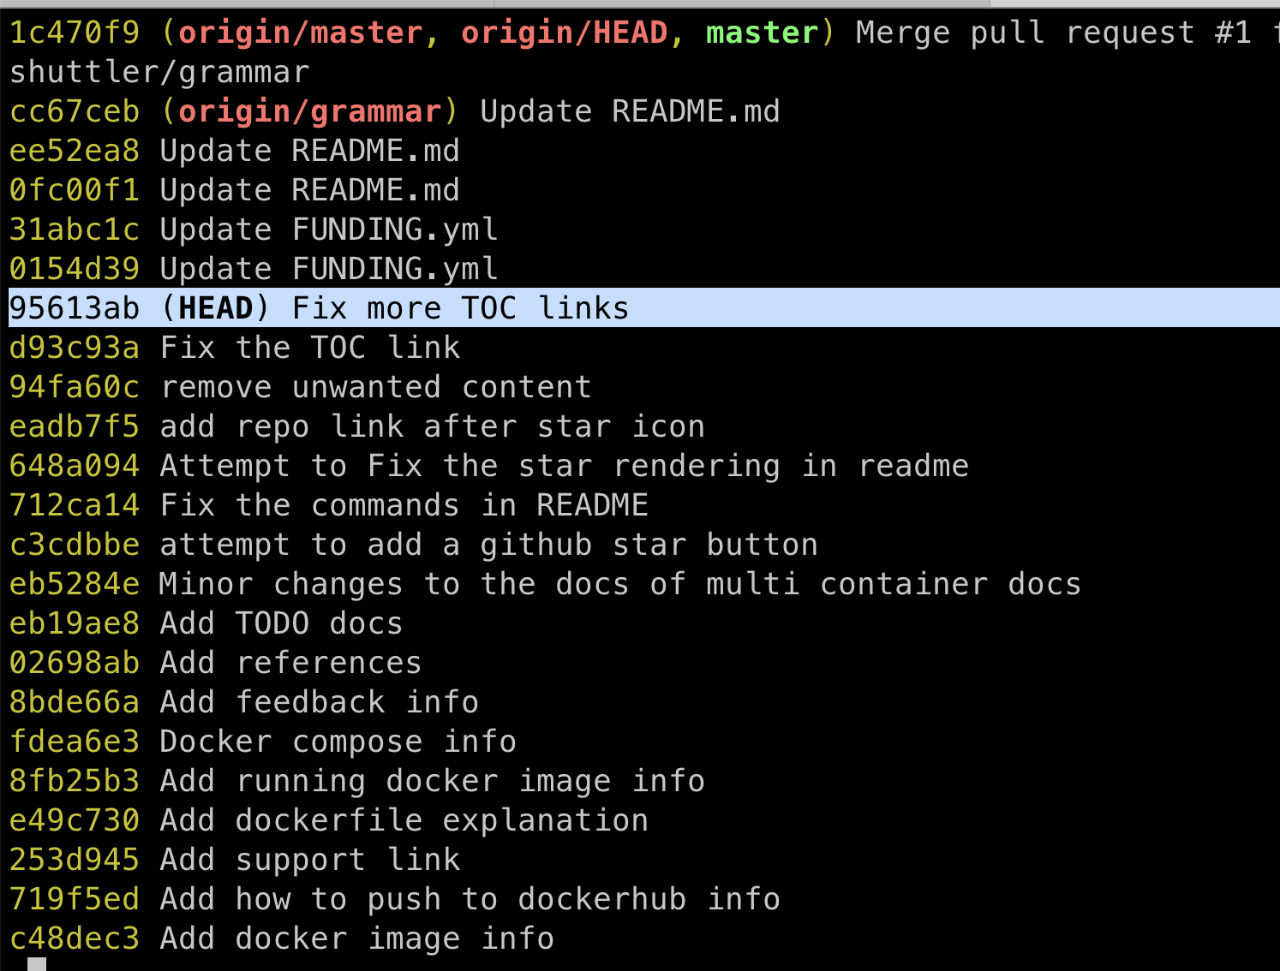 1c470f9 (origin/master, origin/HEAD, master) Merge pull request #1
shuttler/grammar
cc67ceb (origin/grammar) Update README.md
ee52ea8 Update README.md
0fc00f1 Update README.md
31abc1c Update FUNDING.yml
0154d39 Update FUNDING.yml
95613ab (HEAD) Fix more TOC links
d93c93a Fix the TOC link
94fa60c remove unwanted content
eadb7f5 add repo link after star icon
648a094 Attempt to Fix the star rendering in readme
712ca14 Fix the commands in README
c3cdbbe attempt to add a github star button
eb5284e Minor changes to the docs of multi container docs
eb19ae8 Add TODO docs
02698ab Add references
8bde66a Add feedback info
fdea6e3 Docker compose info
8fb25b3 Add running docker image info
e49c730 Add dockerfile explanation
253d945 Add support link
719f5ed Add how to push to dockerhub info
c48dec3 Add docker image info